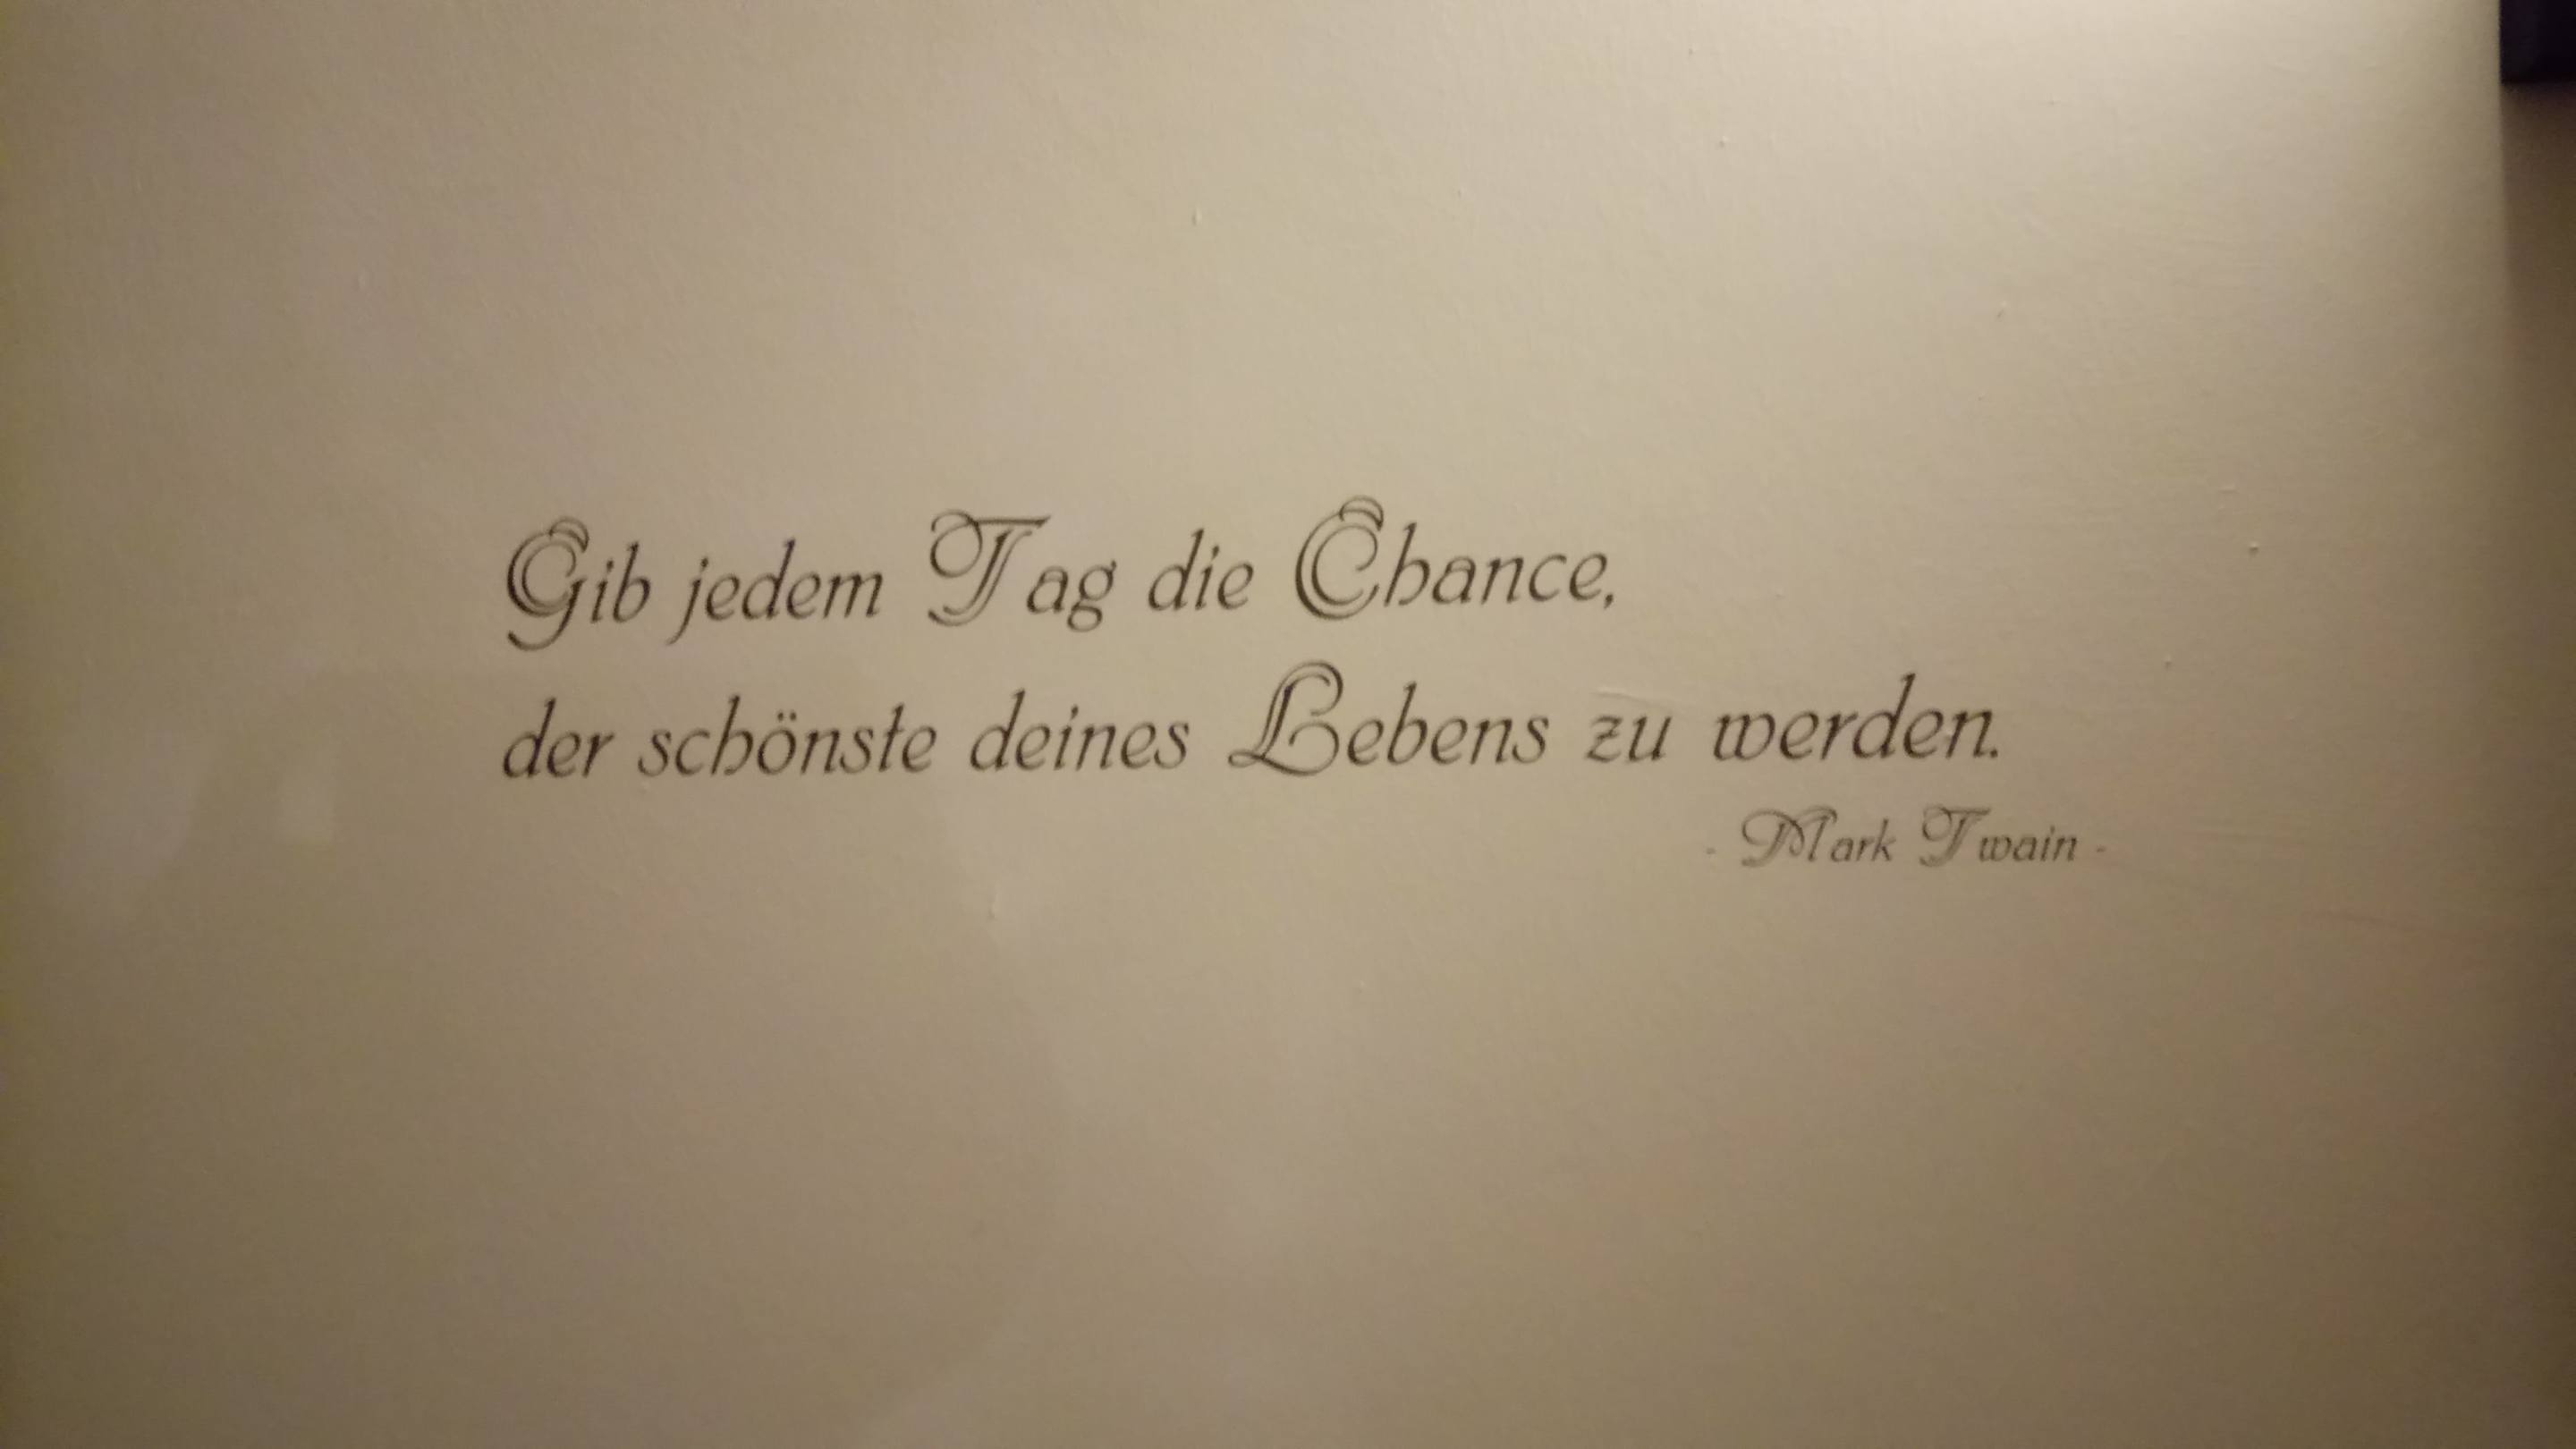 Gib jedem Tag die Chance,
der schönste deines Lebens zu werden.
- Mark Twain -